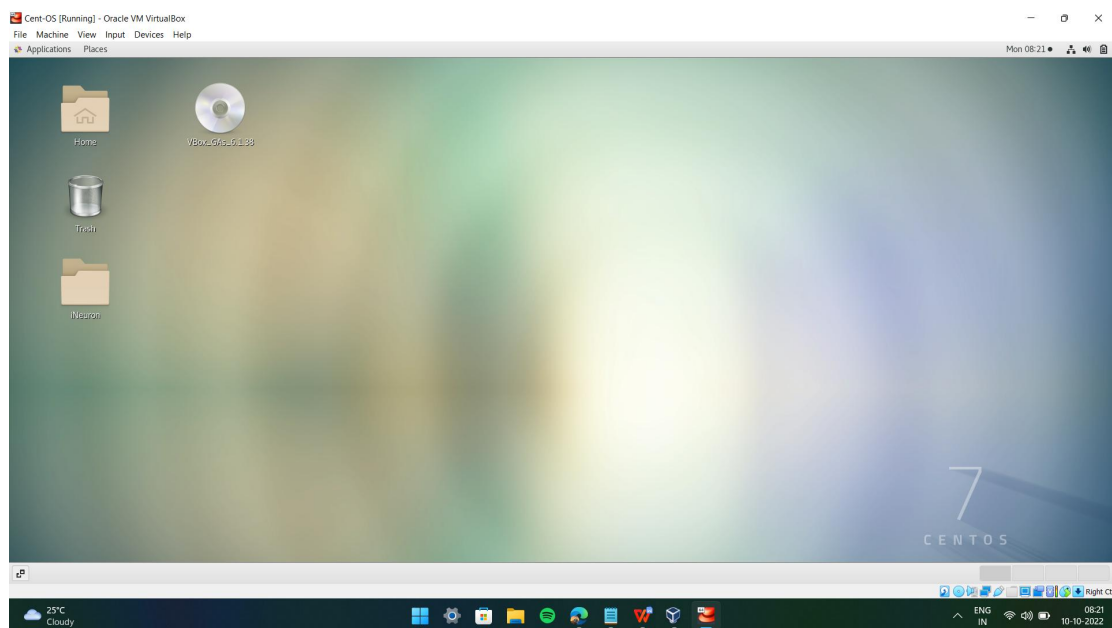 Cent-OS [Running] - Oracle VM VirtualBox
File Machine View Input Devices Help
Applications Places Mon 08:21
Home VBox_GAs_6.1.38
Trash
iNeuron
7
CENTOS
Right Ct
25°C
Cloudy
ENG
IN
08:21
10-10-2022